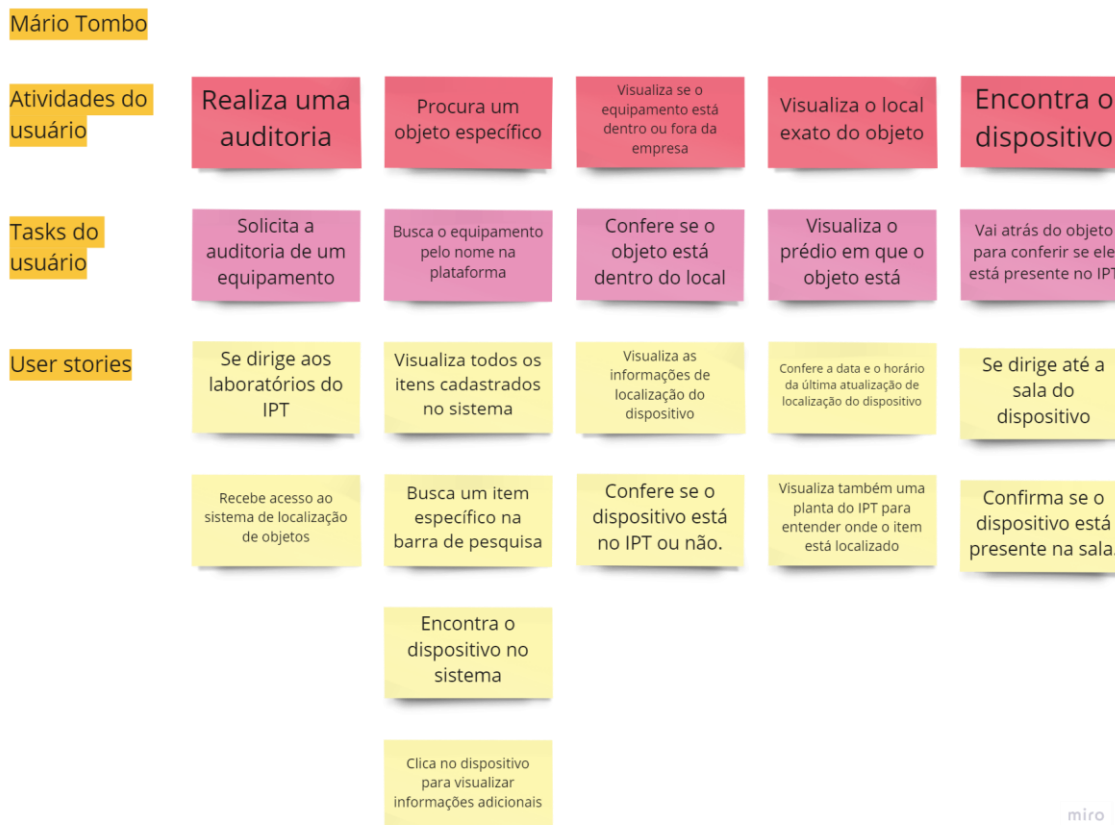 Mário Tombo
Atividades do
usuário
Realiza uma
auditoria
Procura um
objeto específico
Visualiza se o
equipamento está
dentro ou fora da
empresa
Visualiza o local
exato do objeto
Encontra o
dispositivo
Tasks do
usuário
Solicita a
auditoria de um
equipamento
Busca o equipamento
pelo nome na
plataforma
Confere se o
objeto está
dentro do local
Visualiza o
prédio em que o
objeto está
Vai atrás do objeto
para conferir se ele
está presente no IPT
User stories
Se dirige aos
laboratórios do
IPT
Visualiza todos os
itens cadastrados
no sistema
Visualiza as
informações de
localização do
dispositivo
Confere a data e o horário
da última atualização de
localização do dispositivo
Se dirige até a
sala do
dispositivo
Recebe acesso ao
sistema de localização
de objetos
Busca um item
específico na
barra de pesquisa
Confere se o
dispositivo está
no IPT ou não.
Visualiza também uma
planta do IPT para
entender onde o item
está localizado
Confirma se o
dispositivo está
presente na sala.
Encontra o
dispositivo no
sistema
Clica no dispositivo
para visualizar
informações adicionais
miro